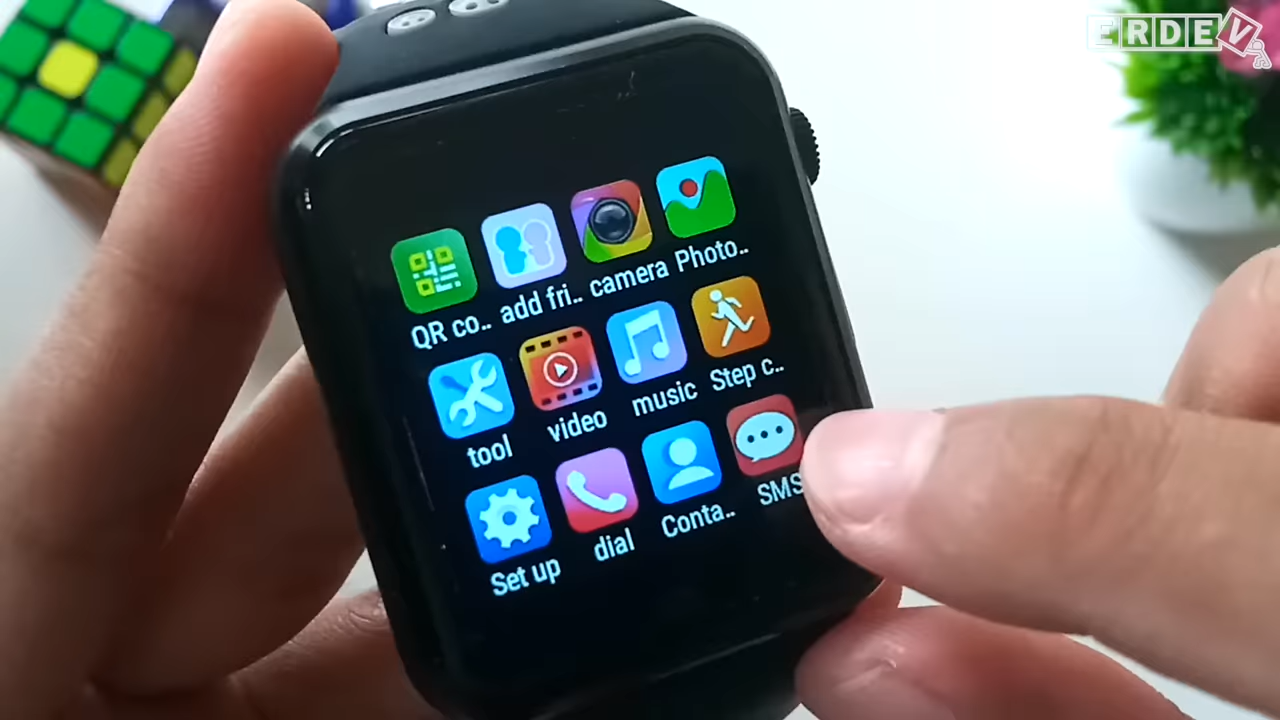 ERDEV
QR co.. add fri.. camera Photo..
tool video music Step c..
Set up dial Conta.. SMS